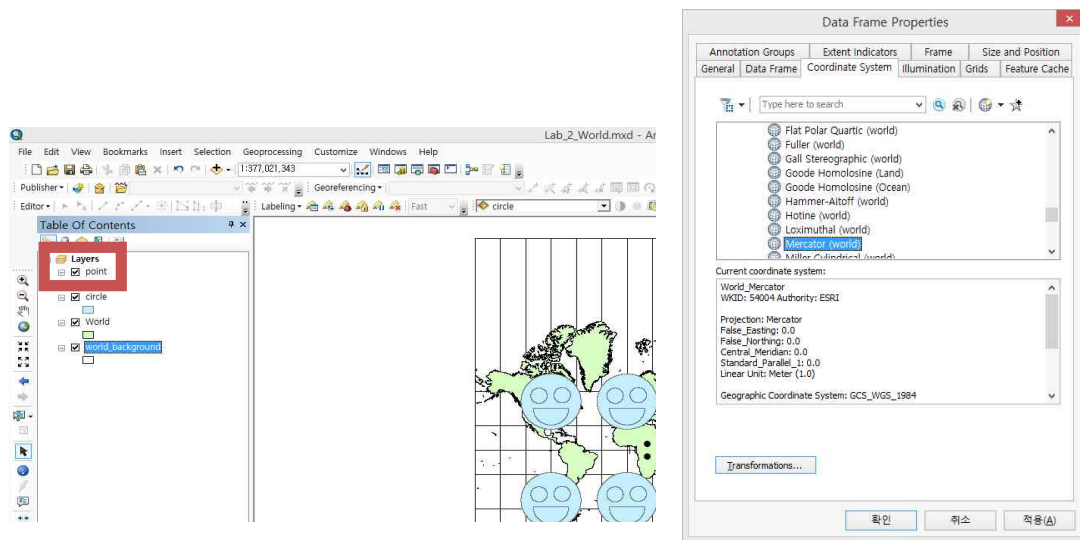 Lab_2_World.mxd - Ar
File Edit View Bookmarks Insert Selection Geoprocessing Customize Windows Help
1:377,021,343
Publisher Georeferencing
Editor Labeling Fast circle
Table Of Contents
Layers
point
circle
World
world_background
Data Frame Properties
Annotation Groups Extent Indicators Frame Size and Position
General Data Frame Coordinate System Illumination Grids Feature Cache
Type here to search
Flat Polar Quartic (world)
Fuller (world)
Gall Stereographic (world)
Goode Homolosine (Land)
Goode Homolosine (Ocean)
Hammer-Aitoff (world)
Hotine (world)
Loximuthal (world)
Mercator (world)
Miller Cylindrical (world)
Current coordinate system:
World_Mercator
WKID: 54004 Authority: ESRI
Projection: Mercator
False_Easting: 0.0
False_Northing: 0.0
Central_Meridian: 0.0
Standard_Parallel_1: 0.0
Linear Unit: Meter (1.0)
Geographic Coordinate System: GCS_WGS_1984
Transformations...
확인 취소 적용(A)